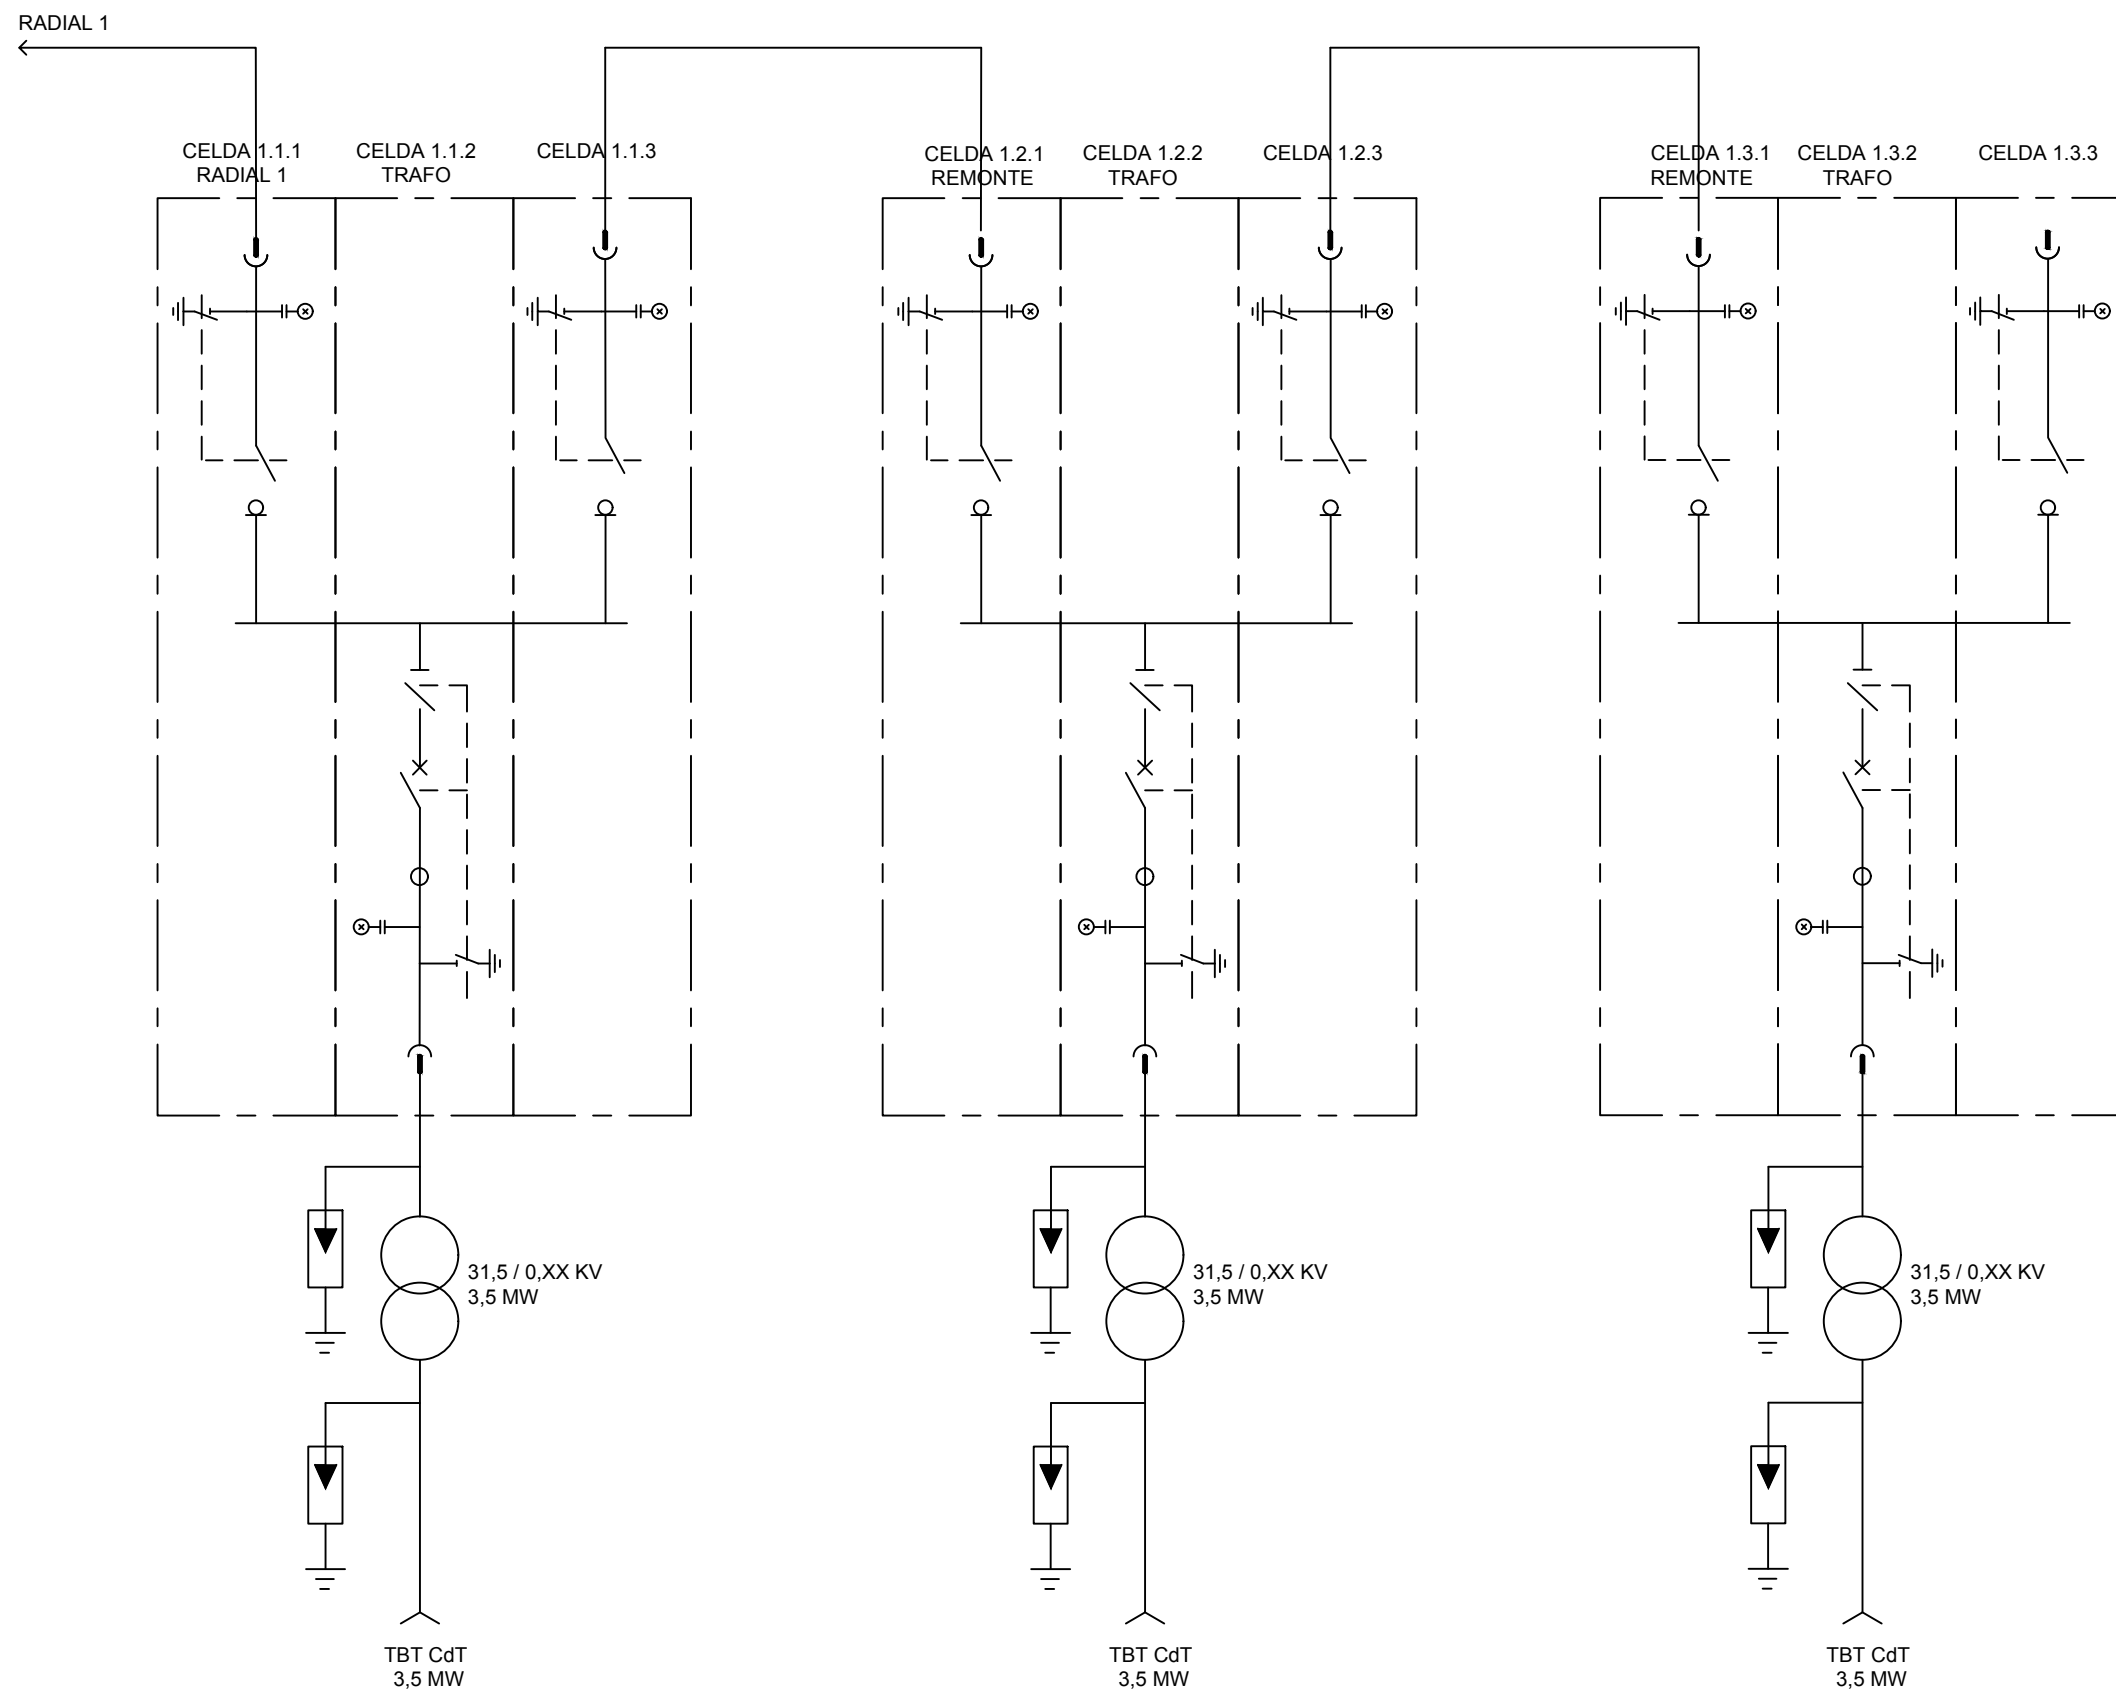 RADIAL 1
CELDA 1.1.1
RADIAL 1
CELDA 1.1.2
TRAFO
CELDA 1.1.3
CELDA 1.2.1
REMONTE
CELDA 1.2.2
TRAFO
CELDA 1.2.3
CELDA 1.3.1
REMONTE
CELDA 1.3.2
TRAFO
CELDA 1.3.3
31,5 / 0,XX KV
3,5 MW
31,5 / 0,XX KV
3,5 MW
31,5 / 0,XX KV
3,5 MW
TBT CdT
3,5 MW
TBT CdT
3,5 MW
TBT CdT
3,5 MW